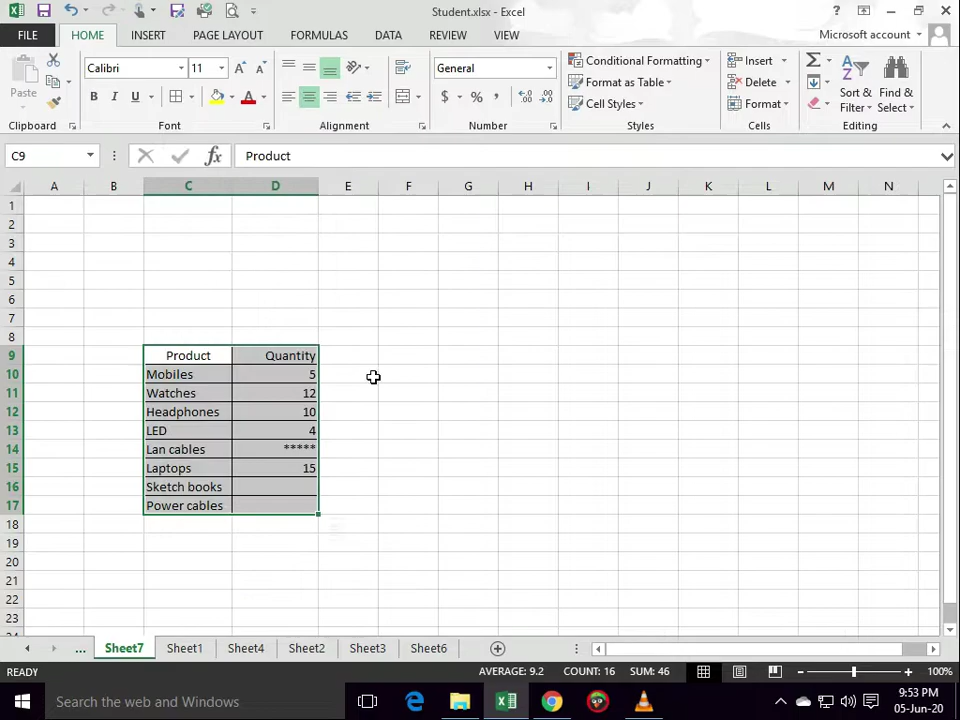 Student.xlsx - Excel
FILE HOME INSERT PAGE LAYOUT FORMULAS DATA REVIEW VIEW Microsoft account
Paste
Calibri 11
General
B I U
$ %
Conditional Formatting
Format as Table
Cell Styles
Insert
Delete
Format
Sort & Filter
Find & Select
Clipboard Font Alignment Number Styles Cells Editing
C9 fx Product
A B C D E F G H I J K L M N
1
2
3
4
5
6
7
8
9 Product Quantity
10 Mobiles 5
11 Watches 12
12 Headphones 10
13 LED 4
14 Lan cables *****
15 Laptops 15
16 Sketch books
17 Power cables
18
19
20
21
22
23
24
... Sheet7 Sheet1 Sheet4 Sheet2 Sheet3 Sheet6
READY AVERAGE: 9.2 COUNT: 16 SUM: 46 100%
Search the web and Windows
9:53 PM
05-Jun-20